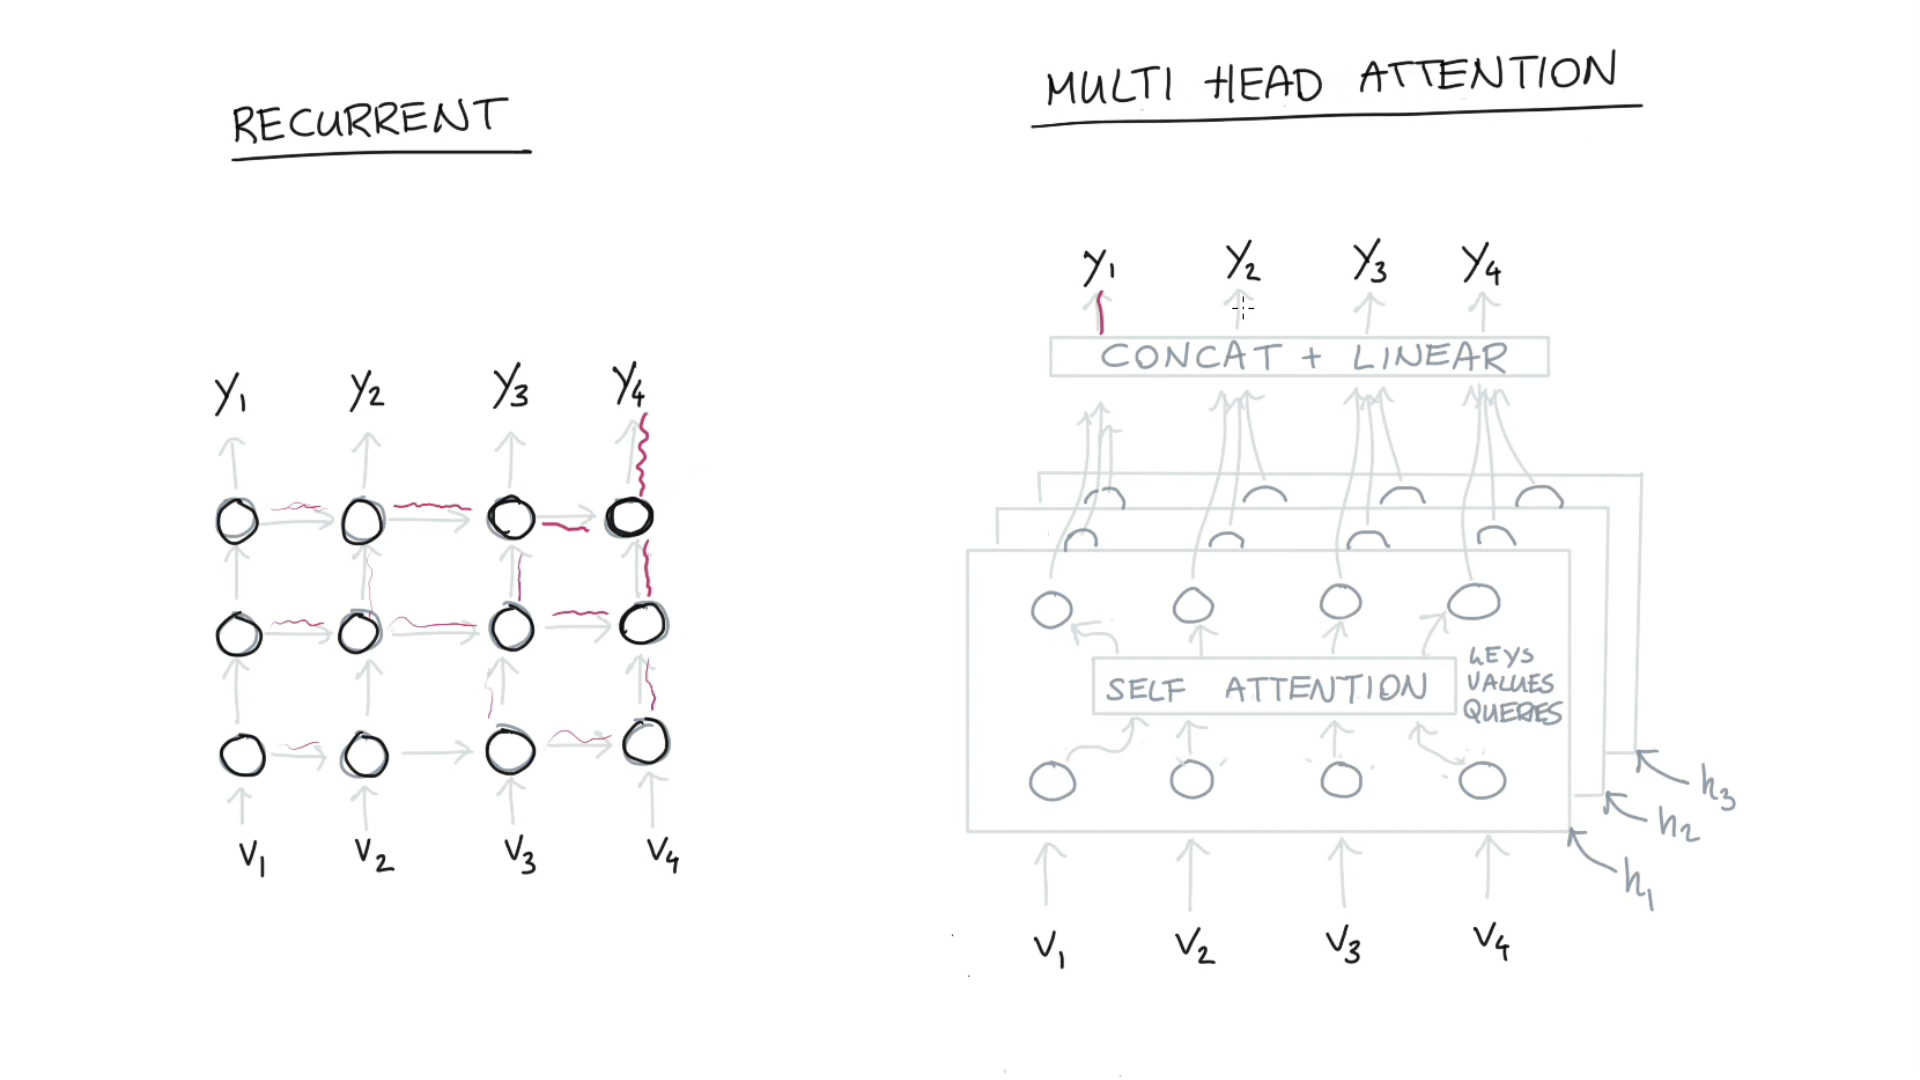 RECURRENT
y1 y2 y3 y4
v1 v2 v3 v4
MULTI HEAD ATTENTION
y1 y2 y3 y4
CONCAT + LINEAR
SELF ATTENTION
KEYS
VALUES
QUERES
h3
h2
h1
v1 v2 v3 v4